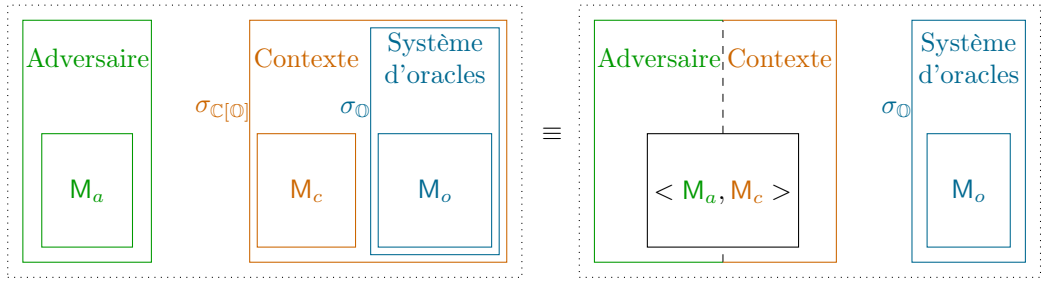 Adversaire
Contexte
Système
d'oracles
σ_ℂ[𝕆]
σ_𝕆
M_a
M_c
M_o
≡
Adversaire
Contexte
Système
d'oracles
σ_𝕆
< M_a, M_c >
M_o